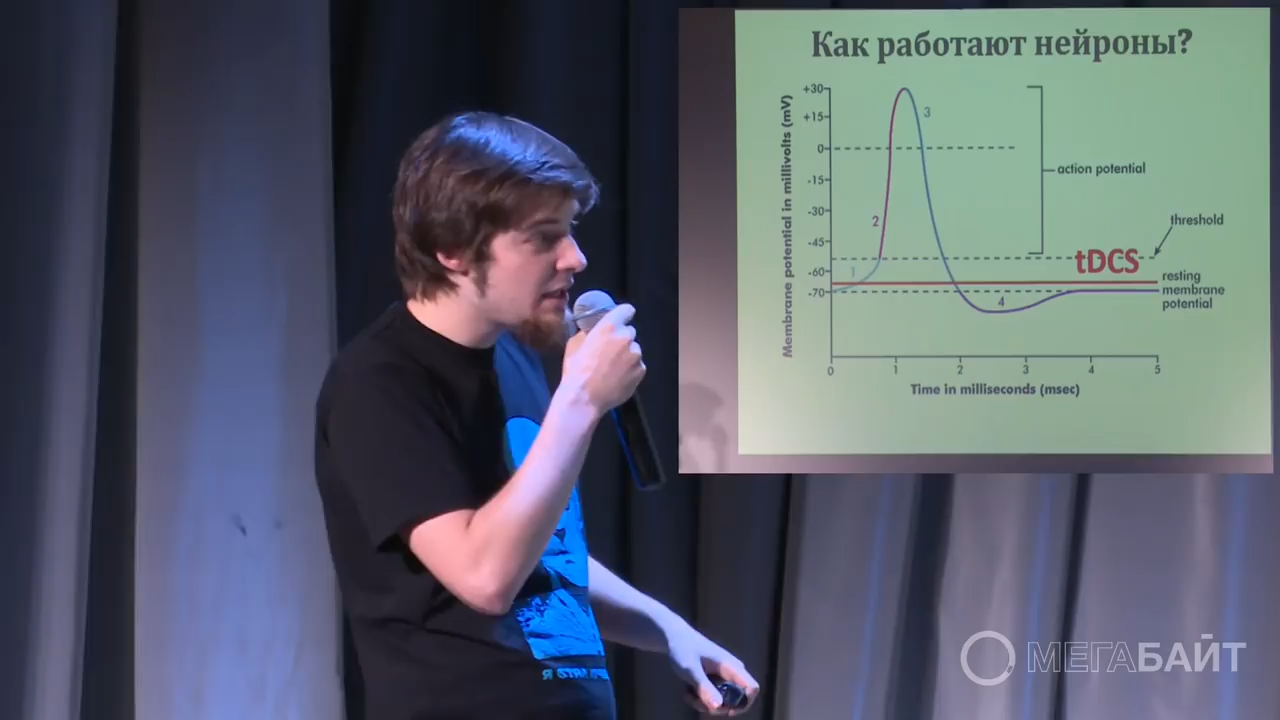 Как работают нейроны?
Membrane potential in millivolts (mV)
+30
+15
0
-15
-30
-45
-60
-70
1
2
3
4
action potential
threshold
tDCS
resting
membrane
potential
0 1 2 3 4 5
Time in milliseconds (msec)
МЕГАБАЙТ